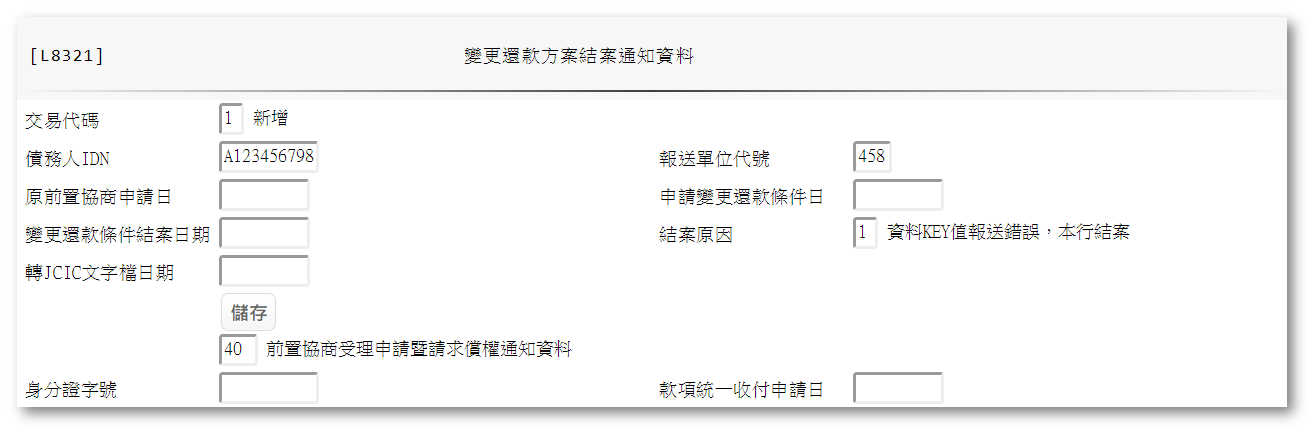 [L8321] 變更還款方案結案通知資料
交易代碼 1 新增
債務人IDN A123456798 報送單位代號 458
原前置協商申請日 申請變更還款條件日
變更還款條件結案日期 結案原因 1 資料KEY值報送錯誤，本行結案
轉JCIC文字檔日期
儲存
40 前置協商受理申請暨請求償權通知資料
身分證字號 款項統一收付申請日